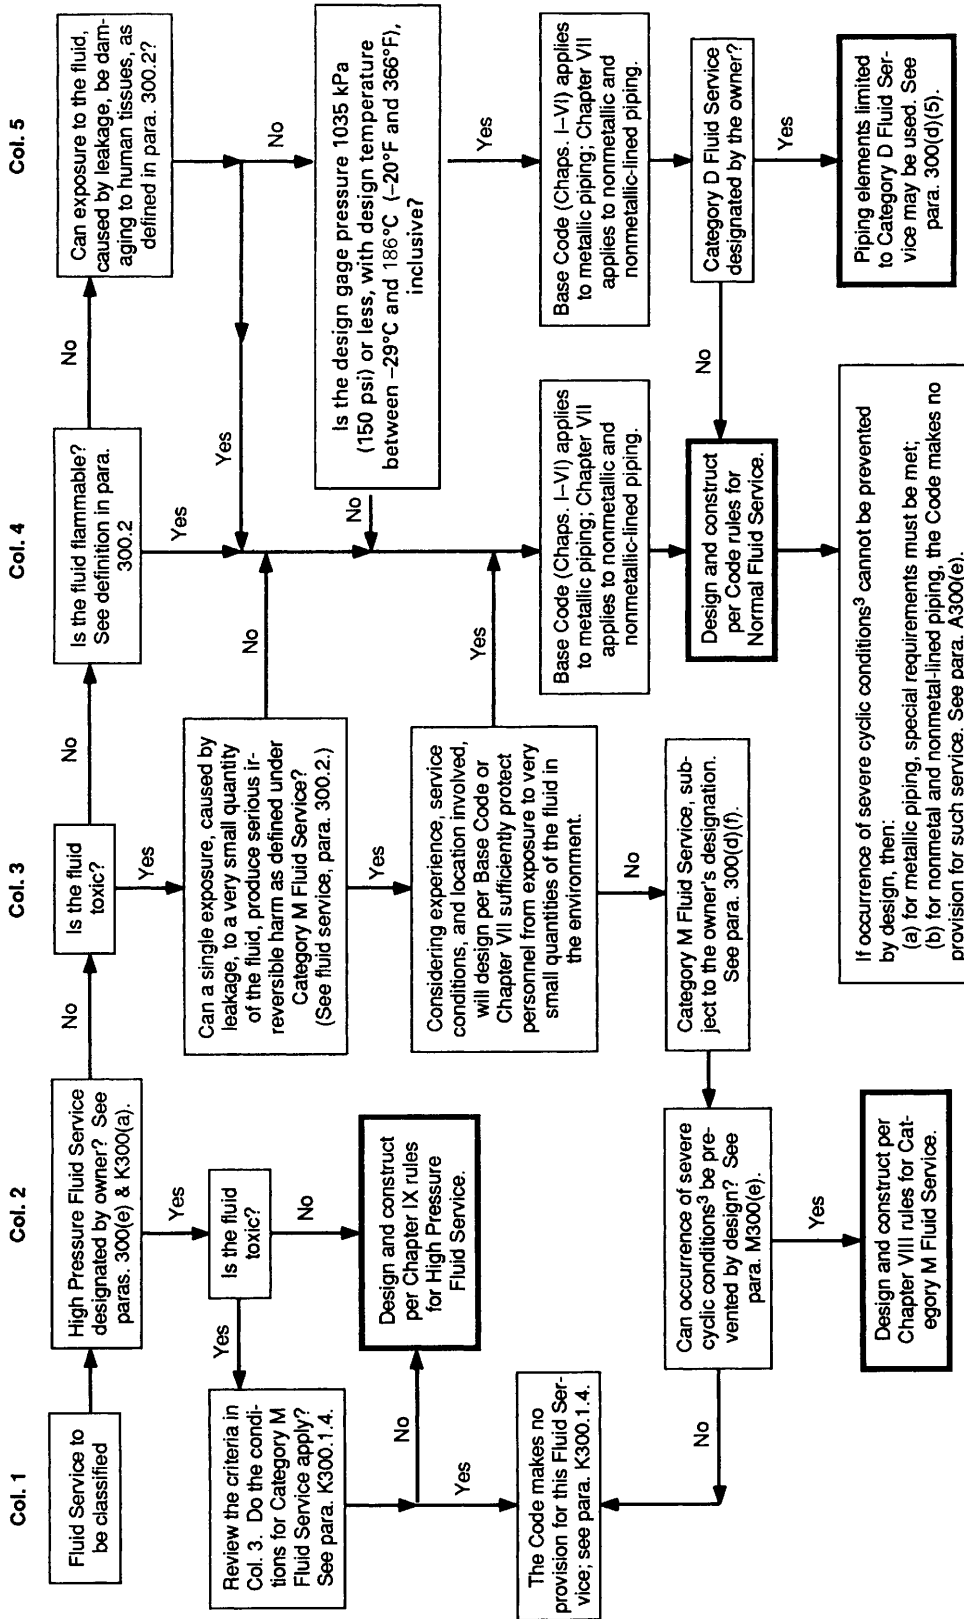 Col. 1
Fluid Service to
be classified
Review the criteria in
Col. 3. Do the condi-
tions for Category M
Fluid Service apply?
See para. K300.1.4.
No
Yes
The Code makes no
provision for this Fluid Ser-
vice; see para. K300.1.4.
Col. 2
High Pressure Fluid Service
designated by owner? See
paras. 300(e) & K300(a).
No
Yes
Is the fluid
toxic?
Yes
No
Design and construct
per Chapter IX rules
for High Pressure
Fluid Service.
Can occurrence of severe
cyclic conditions³ be pre-
vented by design? See
para. M300(e).
No
Yes
Design and construct per
Chapter VIII rules for Cat-
egory M Fluid Service.
Col. 3
Is the fluid
toxic?
No
Yes
Can a single exposure, caused by
leakage, to a very small quantity
of the fluid, produce serious ir-
reversible harm as defined under
Category M Fluid Service?
(See fluid service, para. 300.2.)
No
Yes
Considering experience, service
conditions, and location involved,
will design per Base Code or
Chapter VII sufficiently protect
personnel from exposure to very
small quantities of the fluid in
the environment.
Yes
No
Category M Fluid Service, sub-
ject to the owner's designation.
See para. 300(d)(f).
Col. 4
Is the fluid flammable?
See definition in para.
300.2
No
Yes
Yes
No
Base Code (Chaps. I–VI) applies
to metallic piping; Chapter VII
applies to nonmetallic and
nonmetallic-lined piping.
Design and construct
per Code rules for
Normal Fluid Service.
If occurrence of severe cyclic conditions³ cannot be prevented
by design, then:
(a) for metallic piping, special requirements must be met;
(b) for nonmetal and nonmetal-lined piping, the Code makes no
provision for such service. See para. A300(e).
Col. 5
Can exposure to the fluid,
caused by leakage, be dam-
aging to human tissues, as
defined in para. 300.2?
No
Is the design gage pressure 1035 kPa
(150 psi) or less, with design temperature
between –29°C and 186°C (–20°F and 366°F),
inclusive?
Yes
Base Code (Chaps. I–VI) applies
to metallic piping; Chapter VII
applies to nonmetallic and
nonmetallic-lined piping.
Category D Fluid Service
designated by the owner?
No
Yes
Piping elements limited
to Category D Fluid Ser-
vice may be used. See
para. 300(d)(5).